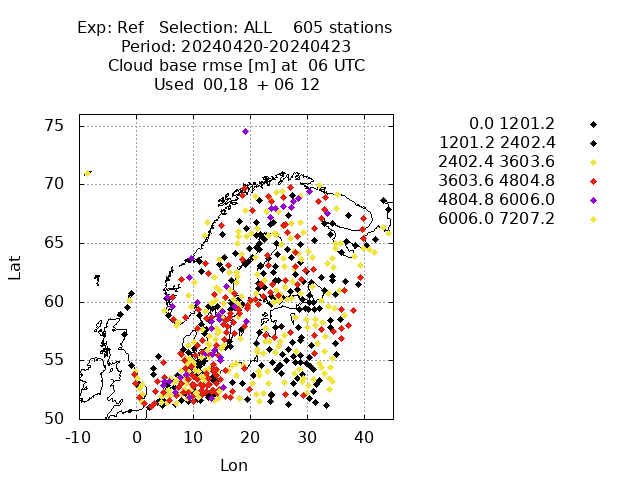 Exp: Ref   Selection: ALL    605 stations
Period: 20240420-20240423
Cloud base rmse [m] at  06 UTC
Used  00,18  + 06 12
0.0 1201.2
1201.2 2402.4
2402.4 3603.6
3603.6 4804.8
4804.8 6006.0
6006.0 7207.2
75
70
65
60
55
50
Lat
-10 0 10 20 30 40
Lon